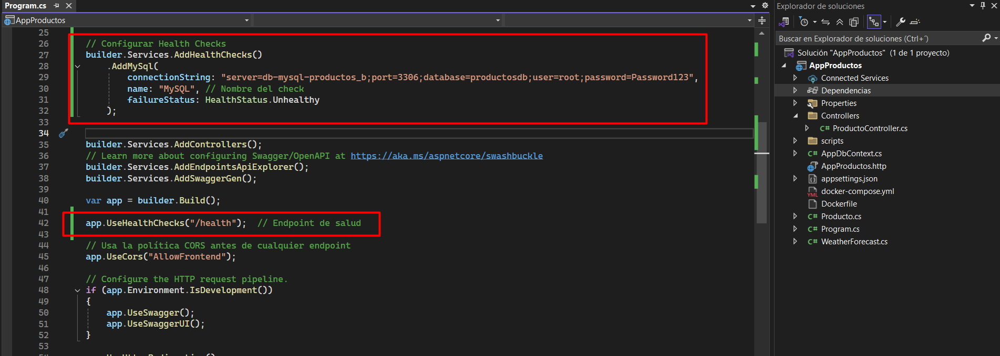 Program.cs
AppProductos
25
26 // Configurar Health Checks
27 builder.Services.AddHealthChecks()
28 .AddMySql(
29 connectionString: "server=db-mysql-productos_b;port=3306;database=productosdb;user=root;password=Password123",
30 name: "MySQL", // Nombre del check
31 failureStatus: HealthStatus.Unhealthy
32 );
33
34
35 builder.Services.AddControllers();
36 // Learn more about configuring Swagger/OpenAPI at https://aka.ms/aspnetcore/swashbuckle
37 builder.Services.AddEndpointsApiExplorer();
38 builder.Services.AddSwaggerGen();
39
40 var app = builder.Build();
41
42 app.UseHealthChecks("/health"); // Endpoint de salud
43
44 // Usa la política CORS antes de cualquier endpoint
45 app.UseCors("AllowFrontend");
46
47 // Configure the HTTP request pipeline.
48 if (app.Environment.IsDevelopment())
49 {
50 app.UseSwagger();
51 app.UseSwaggerUI();
52 }
53
Explorador de soluciones
Buscar en Explorador de soluciones (Ctrl+´)
Solución "AppProductos" (1 de 1 proyecto)
AppProductos
Connected Services
Dependencias
Properties
Controllers
C# ProductoController.cs
scripts
C# AppDbContext.cs
AppProductos.http
appsettings.json
YML docker-compose.yml
Dockerfile
C# Producto.cs
C# Program.cs
C# WeatherForecast.cs